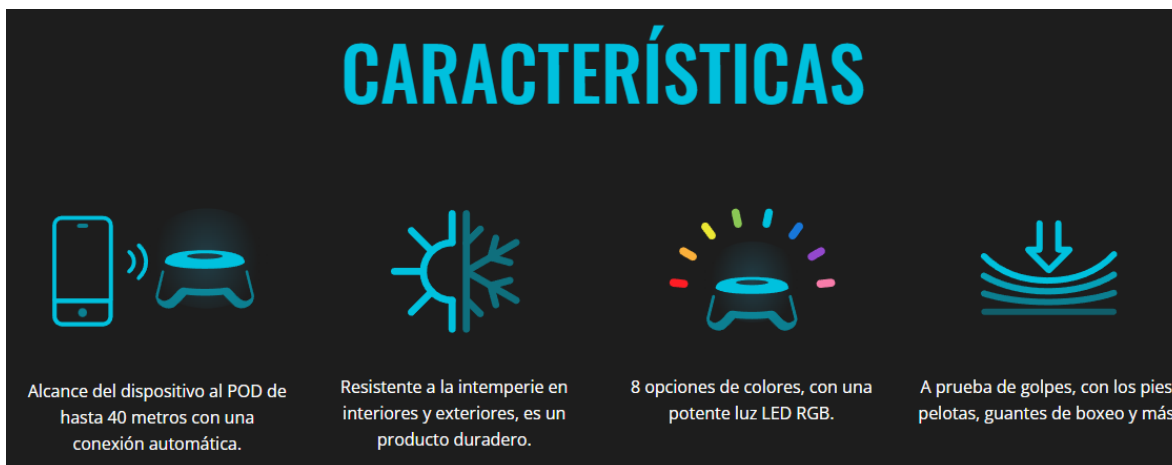 CARACTERÍSTICAS
Alcance del dispositivo al POD de
hasta 40 metros con una
conexión automática.
Resistente a la intemperie en
interiores y exteriores, es un
producto duradero.
8 opciones de colores, con una
potente luz LED RGB.
A prueba de golpes, con los pies
pelotas, guantes de boxeo y más